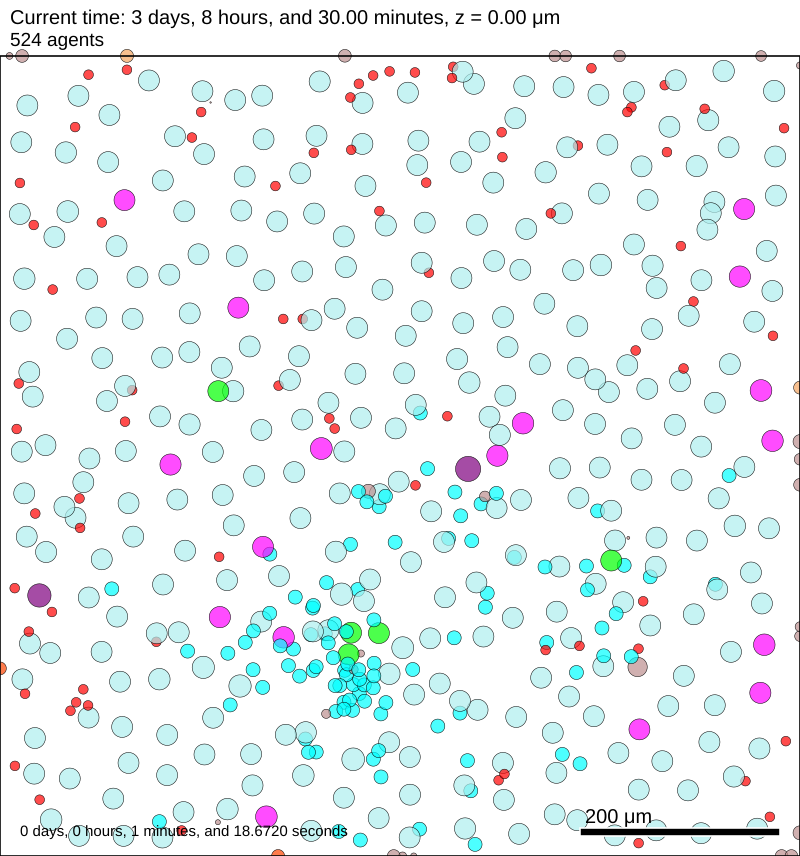 Current time: 3 days, 8 hours, and 30.00 minutes, z = 0.00 μm
524 agents
200 μm
0 days, 0 hours, 1 minutes, and 18.6720 seconds